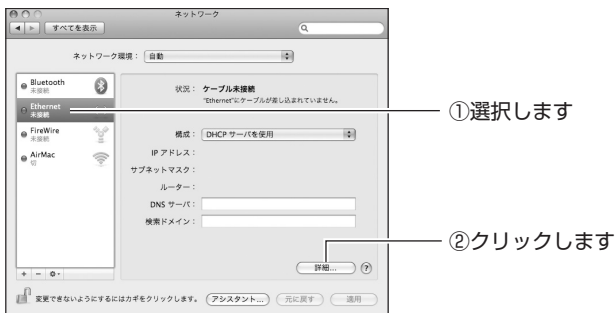 ネットワーク
すべてを表示
ネットワーク環境： 自動
Bluetooth
未接続
Ethernet
未接続
FireWire
未接続
AirMac
切
状況： ケーブル未接続
"Ethernet"にケーブルが差し込まれていません。
構成： DHCP サーバを使用
IP アドレス：
サブネットマスク：
ルーター：
DNS サーバ：
検索ドメイン：
詳細... ?
変更できないようにするにはカギをクリックします。 アシスタント... 元に戻す 適用
①選択します
②クリックします